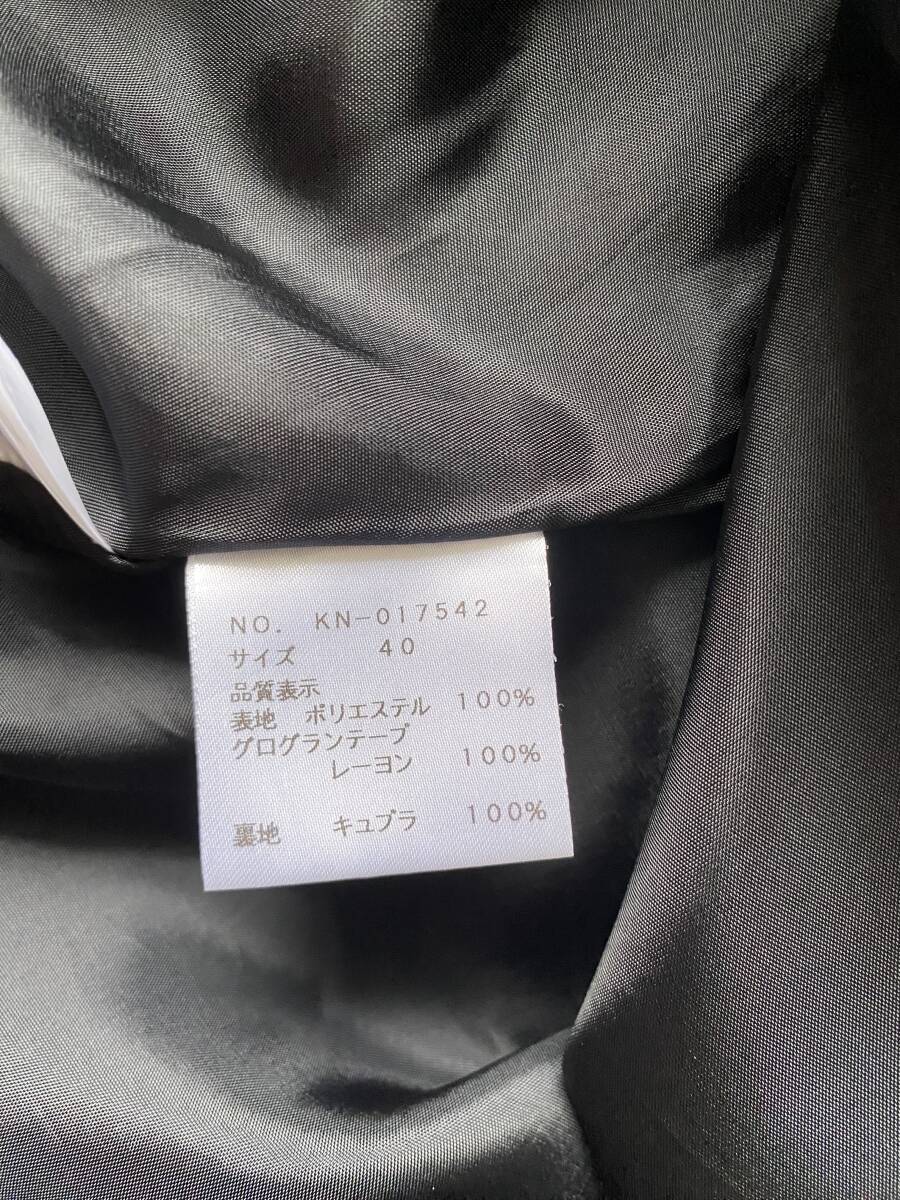 NO. KN-017542
サイズ 40
品質表示
表地 ポリエステル 100%
グログランテープ
レーヨン 100%
裏地 キュプラ 100%